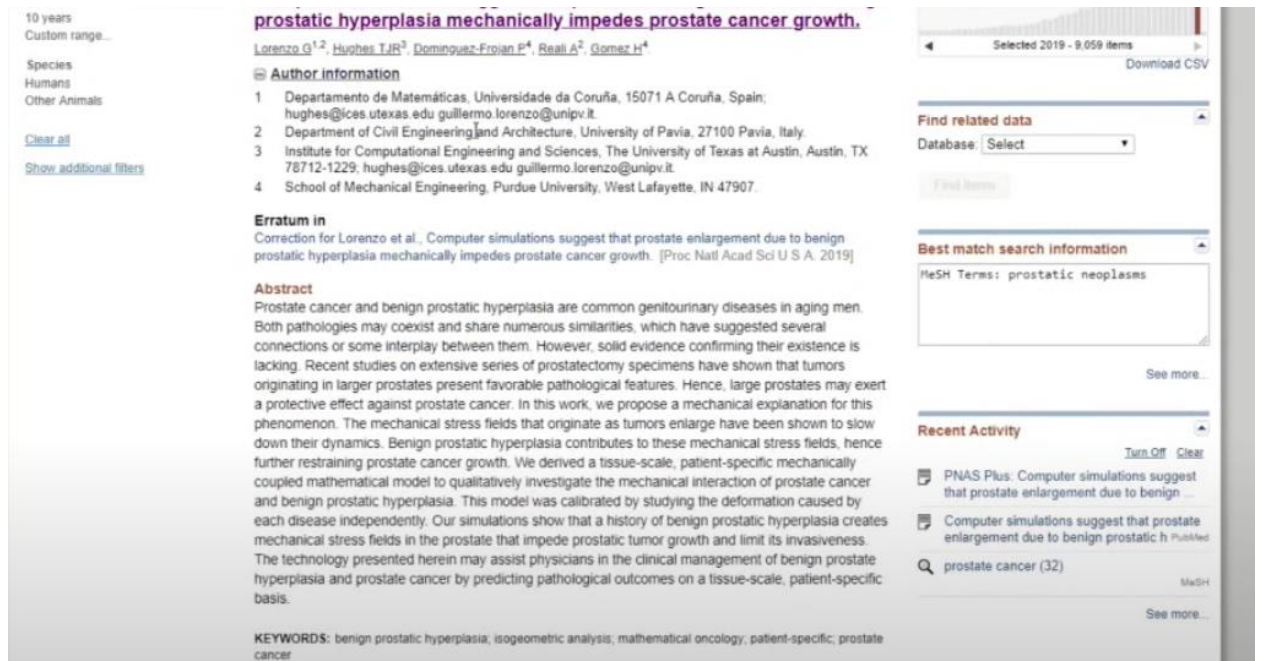 10 years
Custom range...
Species
Humans
Other Animals
Clear all
Show additional filters
prostatic hyperplasia mechanically impedes prostate cancer growth.
Lorenzo G1,2, Hughes TJR3, Dominguez-Frojan P4, Reali A2, Gomez H4.
Author information
1 Departamento de Matemáticas, Universidade da Coruña, 15071 A Coruña, Spain;
hughes@ices.utexas.edu guillermo.lorenzo@unipv.it.
2 Department of Civil Engineering and Architecture, University of Pavia, 27100 Pavia, Italy.
3 Institute for Computational Engineering and Sciences, The University of Texas at Austin, Austin, TX
78712-1229; hughes@ices.utexas.edu guillermo.lorenzo@unipv.it.
4 School of Mechanical Engineering, Purdue University, West Lafayette, IN 47907.
Erratum in
Correction for Lorenzo et al., Computer simulations suggest that prostate enlargement due to benign
prostatic hyperplasia mechanically impedes prostate cancer growth. [Proc Natl Acad Sci U S A. 2019]
Abstract
Prostate cancer and benign prostatic hyperplasia are common genitourinary diseases in aging men.
Both pathologies may coexist and share numerous similarities, which have suggested several
connections or some interplay between them. However, solid evidence confirming their existence is
lacking. Recent studies on extensive series of prostatectomy specimens have shown that tumors
originating in larger prostates present favorable pathological features. Hence, large prostates may exert
a protective effect against prostate cancer. In this work, we propose a mechanical explanation for this
phenomenon. The mechanical stress fields that originate as tumors enlarge have been shown to slow
down their dynamics. Benign prostatic hyperplasia contributes to these mechanical stress fields, hence
further restraining prostate cancer growth. We derived a tissue-scale, patient-specific mechanically
coupled mathematical model to qualitatively investigate the mechanical interaction of prostate cancer
and benign prostatic hyperplasia. This model was calibrated by studying the deformation caused by
each disease independently. Our simulations show that a history of benign prostatic hyperplasia creates
mechanical stress fields in the prostate that impede prostatic tumor growth and limit its invasiveness.
The technology presented herein may assist physicians in the clinical management of benign prostate
hyperplasia and prostate cancer by predicting pathological outcomes on a tissue-scale, patient-specific
basis.
KEYWORDS: benign prostatic hyperplasia; isogeometric analysis; mathematical oncology; patient-specific; prostate
cancer
Selected 2019 - 9,059 items
Download CSV
Find related data
Database: Select
Find items
Best match search information
MeSH Terms: prostatic neoplasms
See more...
Recent Activity
Turn Off Clear
PNAS Plus: Computer simulations suggest
that prostate enlargement due to benign ...
Computer simulations suggest that prostate
enlargement due to benign prostatic h PubMed
prostate cancer (32)
MeSH
See more...